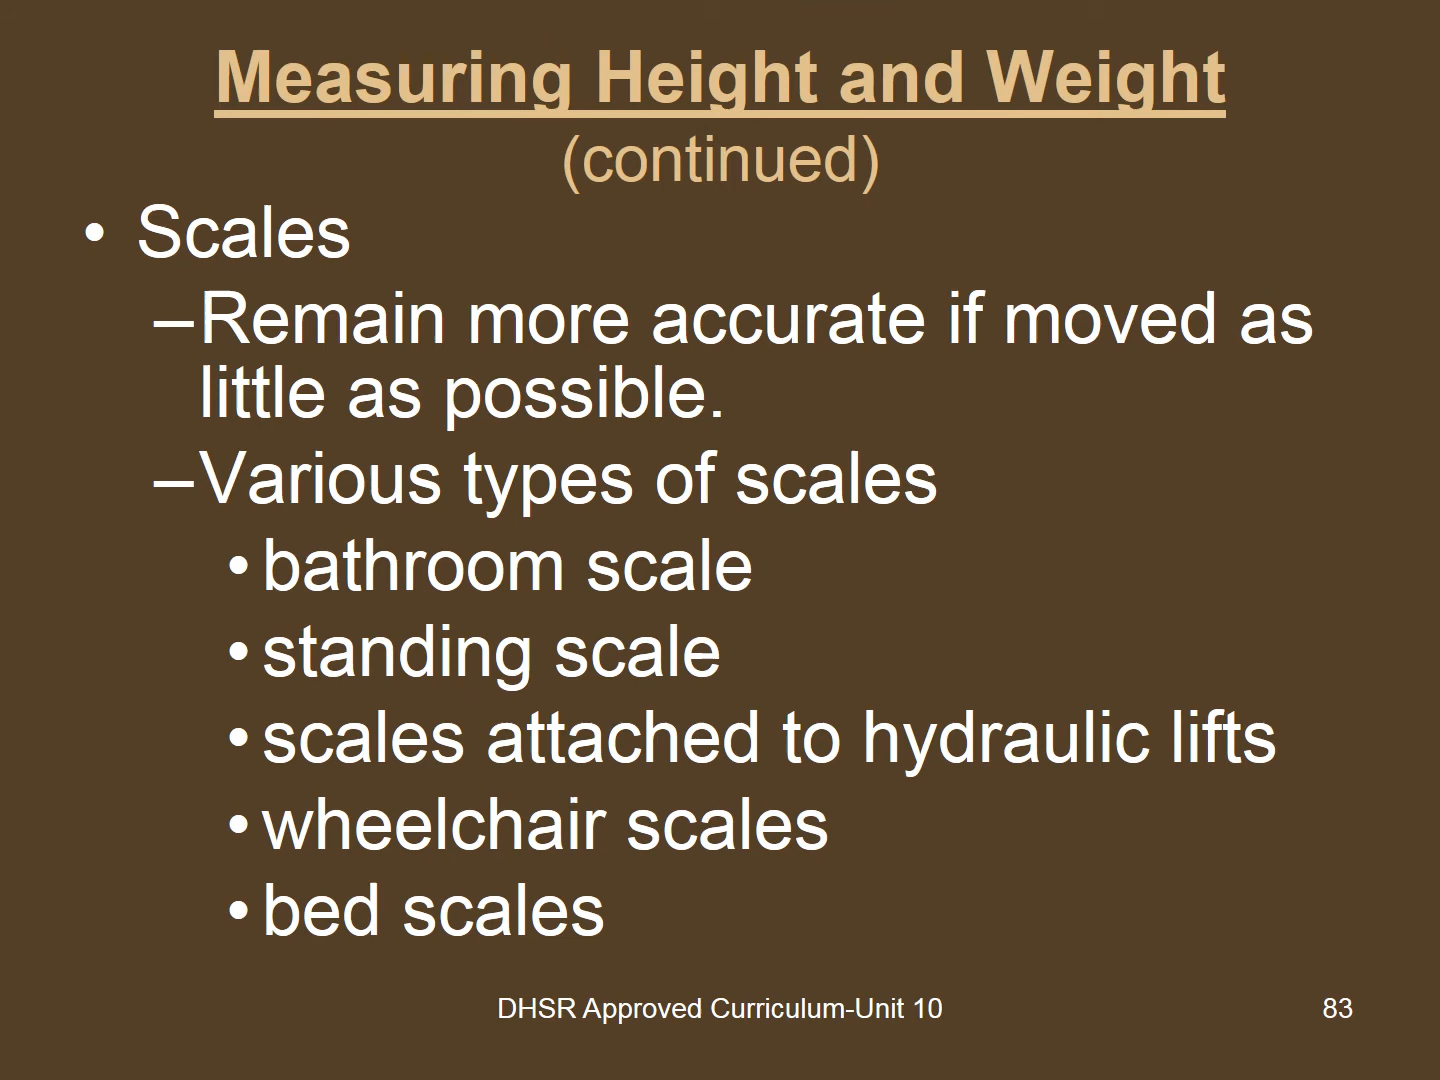 Measuring Height and Weight
(continued)
• Scales
–Remain more accurate if moved as
little as possible.
–Various types of scales
• bathroom scale
• standing scale
• scales attached to hydraulic lifts
• wheelchair scales
• bed scales
DHSR Approved Curriculum-Unit 10
83